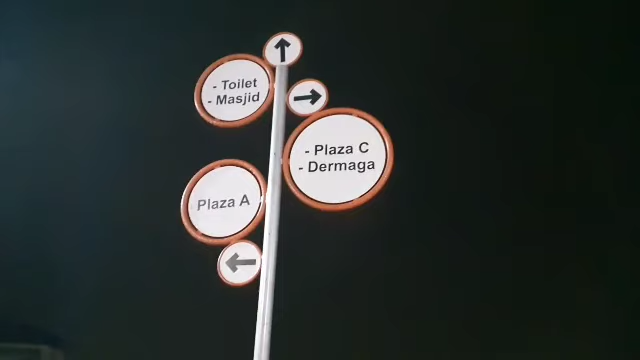 - Toilet
- Masjid
- Plaza C
- Dermaga
Plaza A